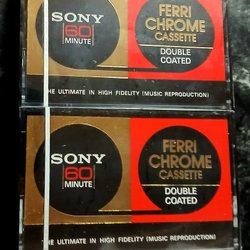 SONY
60
MINUTE
FERRI
CHROME
CASSETTE
DOUBLE
COATED
THE ULTIMATE IN HIGH FIDELITY (MUSIC REPRODUCTION)
SONY
60
MINUTE
FERRI
CHROME
CASSETTE
DOUBLE
COATED
HE ULTIMATE IN HIGH FIDELITY (MUSIC REPRODUCTION)